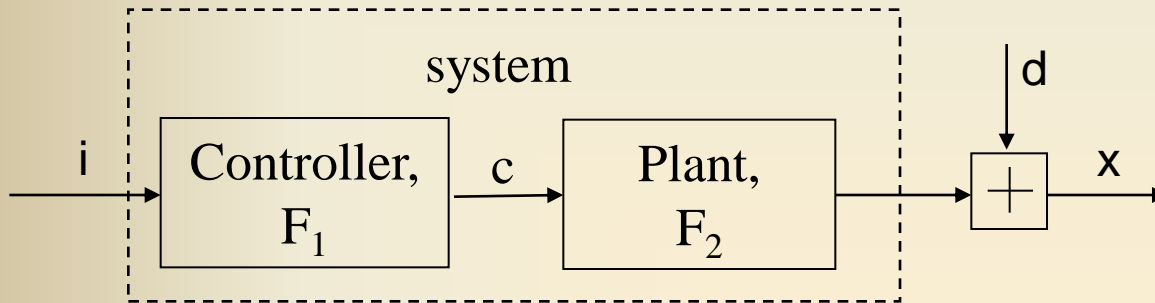 system
d
i
Controller,
F₁
c
Plant,
F₂
+
x